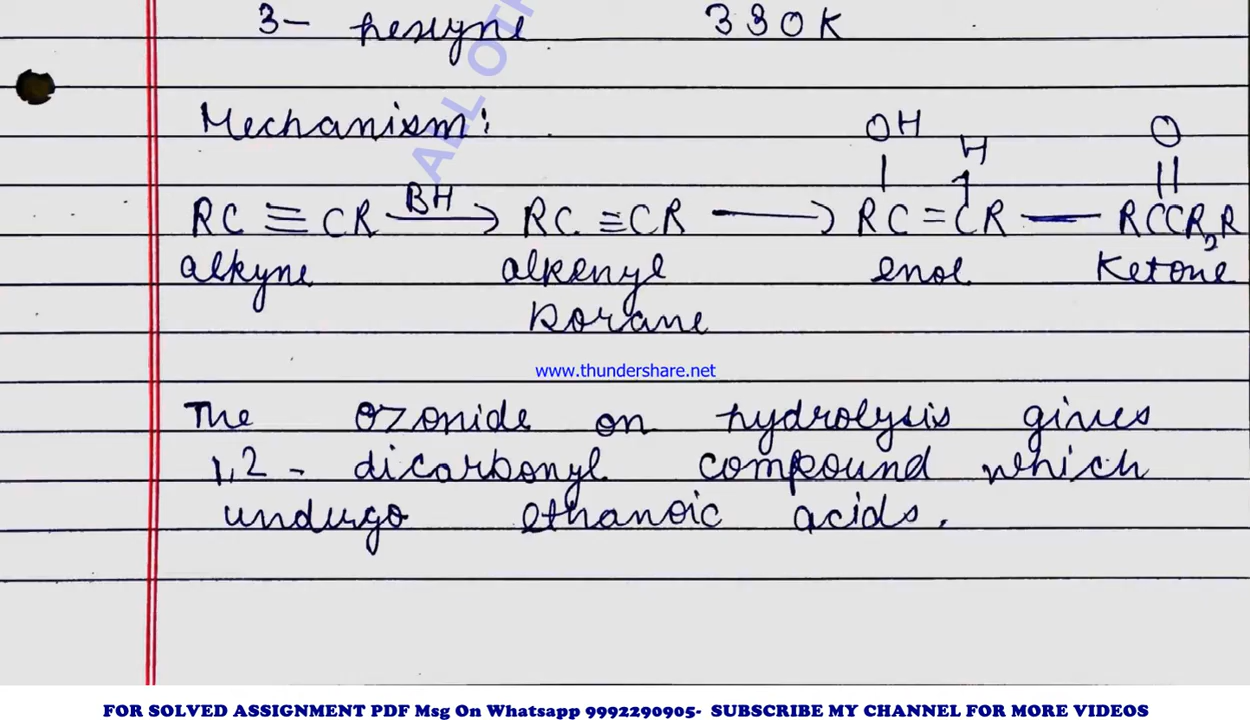 3- hexyne 330K
ALL OTH
Mechanism:
OH H O
RC ≡ CR BH → RC ≡CR → RC = CR — RCCR₂R
alkyne alkenyl enol Ketone
Borane
www.thundershare.net
The ozonide on hydrolysis gives
1,2 - dicarbonyl compound which
undergo ethanoic acids.
FOR SOLVED ASSIGNMENT PDF Msg On Whatsapp 9992290905- SUBSCRIBE MY CHANNEL FOR MORE VIDEOS